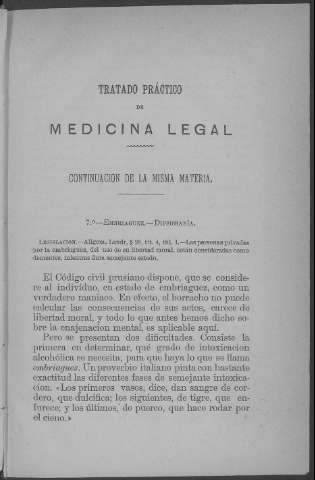 TRATADO PRÁCTICO
DE
MEDICINA LEGAL
CONTINUACION DE LA MISMA MATERIA.
7.º—EMBRIAGUEZ.—DIPSOMANÍA.
LEGISLACION.—Allgem. Landr, § 28, tít. 4, thl. 1.—Las personas privadas
por la embriaguez, del uso de su libertad moral, están consideradas como
dementes, mientras dure semejante estado.
El Código civil prusiano dispone, que se conside-
re al individuo, en estado de embriaguez, como un
verdadero maniaco. En efecto, el borracho no puede
calcular las consecuencias de sus actos, carece de
libertad moral, y todo lo que antes hemos dicho so-
bre la enajenacion mental, es aplicable aquí.
Pero se presentan dos dificultades. Consiste la
primera en determinar, qué grado de intoxicacion
alcohólica es necesita, para que haya lo que se llama
embriaguez. Un proverbio italiano pinta con bastante
exactitud las diferentes fases de semejante intoxica-
cion. «Los primeros vasos, dice, dan sangre de cor-
dero, que dulcifica; los siguientes, de tigre, que en-
furece; y los últimos, de puerco, que hace rodar por
el cieno.»